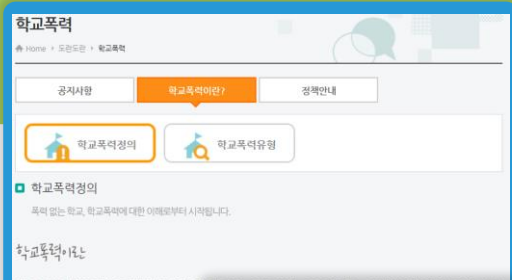 학교폭력
Home › 도란도란 › 학교폭력
공지사항 학교폭력이란? 정책안내
학교폭력정의 학교폭력유형
학교폭력정의
폭력 없는 학교, 학교폭력에 대한 이해로부터 시작됩니다.
학교폭력이란